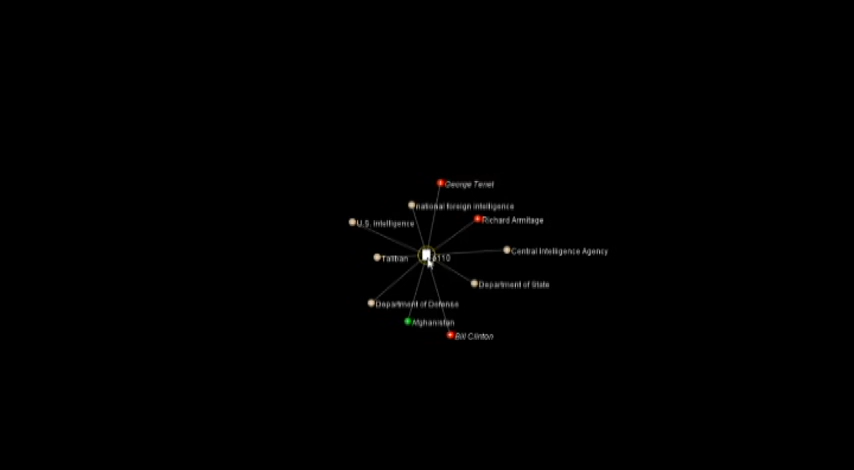 George Tenet
national foreign intelligence
Richard Armitage
U.S. Intelligence
Central Intelligence Agency
Taliban
Department of State
Department of Defense
Afghanistan
Bill Clinton